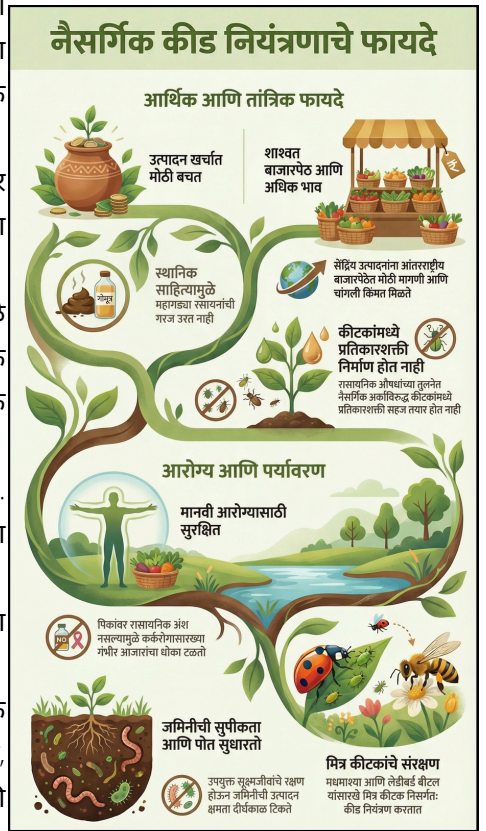 नैसर्गिक कीड नियंत्रणाचे फायदे
आर्थिक आणि तांत्रिक फायदे
उत्पादन खर्चात
मोठी बचत
शाश्वत
बाजारपेठ आणि
अधिक भाव
स्थानिक
साहित्यामुळे
महागड्या रसायनांची
गरज उरत नाही
गोमूत्र
सेंद्रिय उत्पादनांना आंतरराष्ट्रीय
बाजारपेठेत मोठी मागणी आणि
चांगली किंमत मिळते
कीटकांमध्ये
प्रतिकारशक्ती
निर्माण होत नाही
रासायनिक औषधांच्या तुलनेत
नैसर्गिक अर्काविरुद्ध कीटकांमध्ये
प्रतिकारशक्ती सहज तयार होत नाही
आरोग्य आणि पर्यावरण
मानवी आरोग्यासाठी
सुरक्षित
NO
पिकांवर रासायनिक अंश
नसल्यामुळे कर्करोगासारख्या
गंभीर आजारांचा धोका टळतो
जमिनीची सुपीकता
आणि पोत सुधारतो
उपयुक्त सूक्ष्मजीवांचे रक्षण
होऊन जमिनीची उत्पादन
क्षमता दीर्घकाळ टिकते
मित्र कीटकांचे संरक्षण
मधमाश्या आणि लेडीबर्ड बीटल
यांसारखे मित्र कीटक निसर्गतः
कीड नियंत्रण करतात